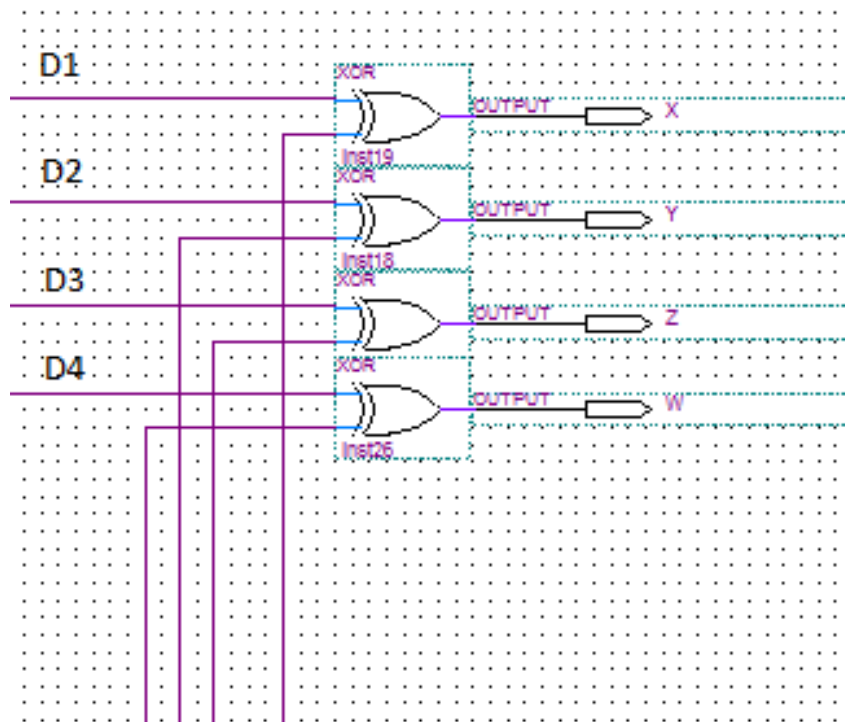 D1
XOR
OUTPUT
X
inst19
D2
XOR
OUTPUT
Y
inst18
D3
XOR
OUTPUT
Z
D4
XOR
OUTPUT
W
inst26